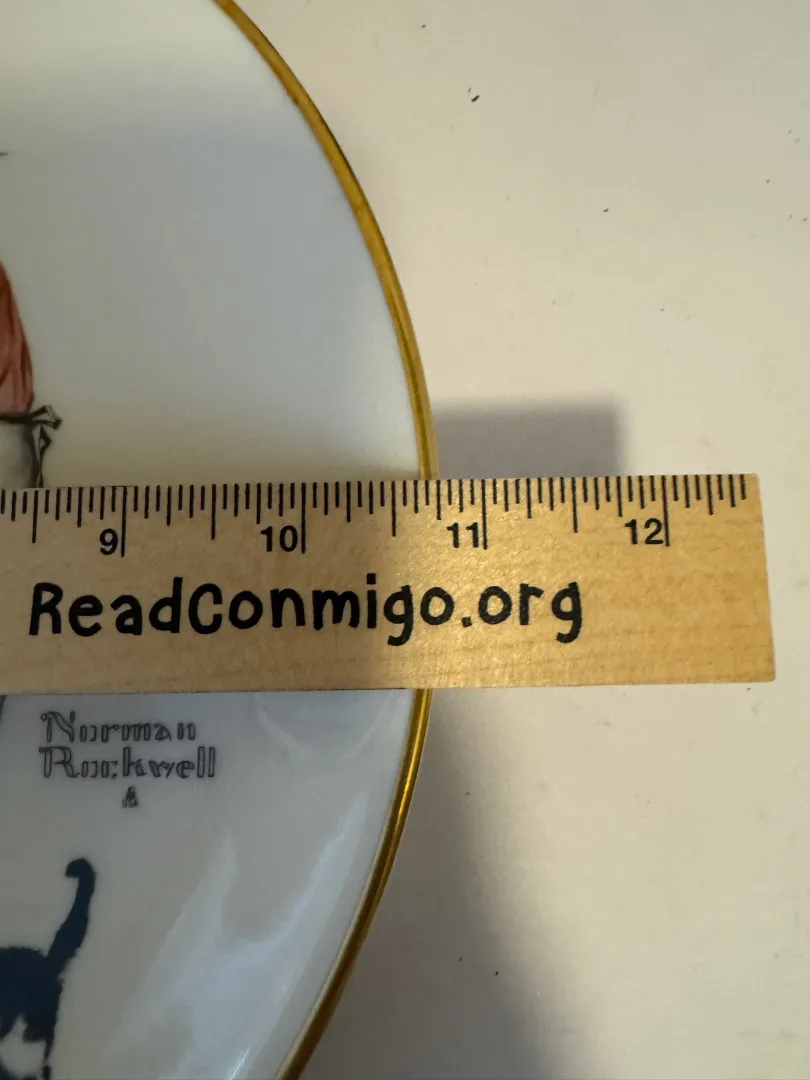 9 10 11 12
ReadConmigo.org
Norman
Rockwell